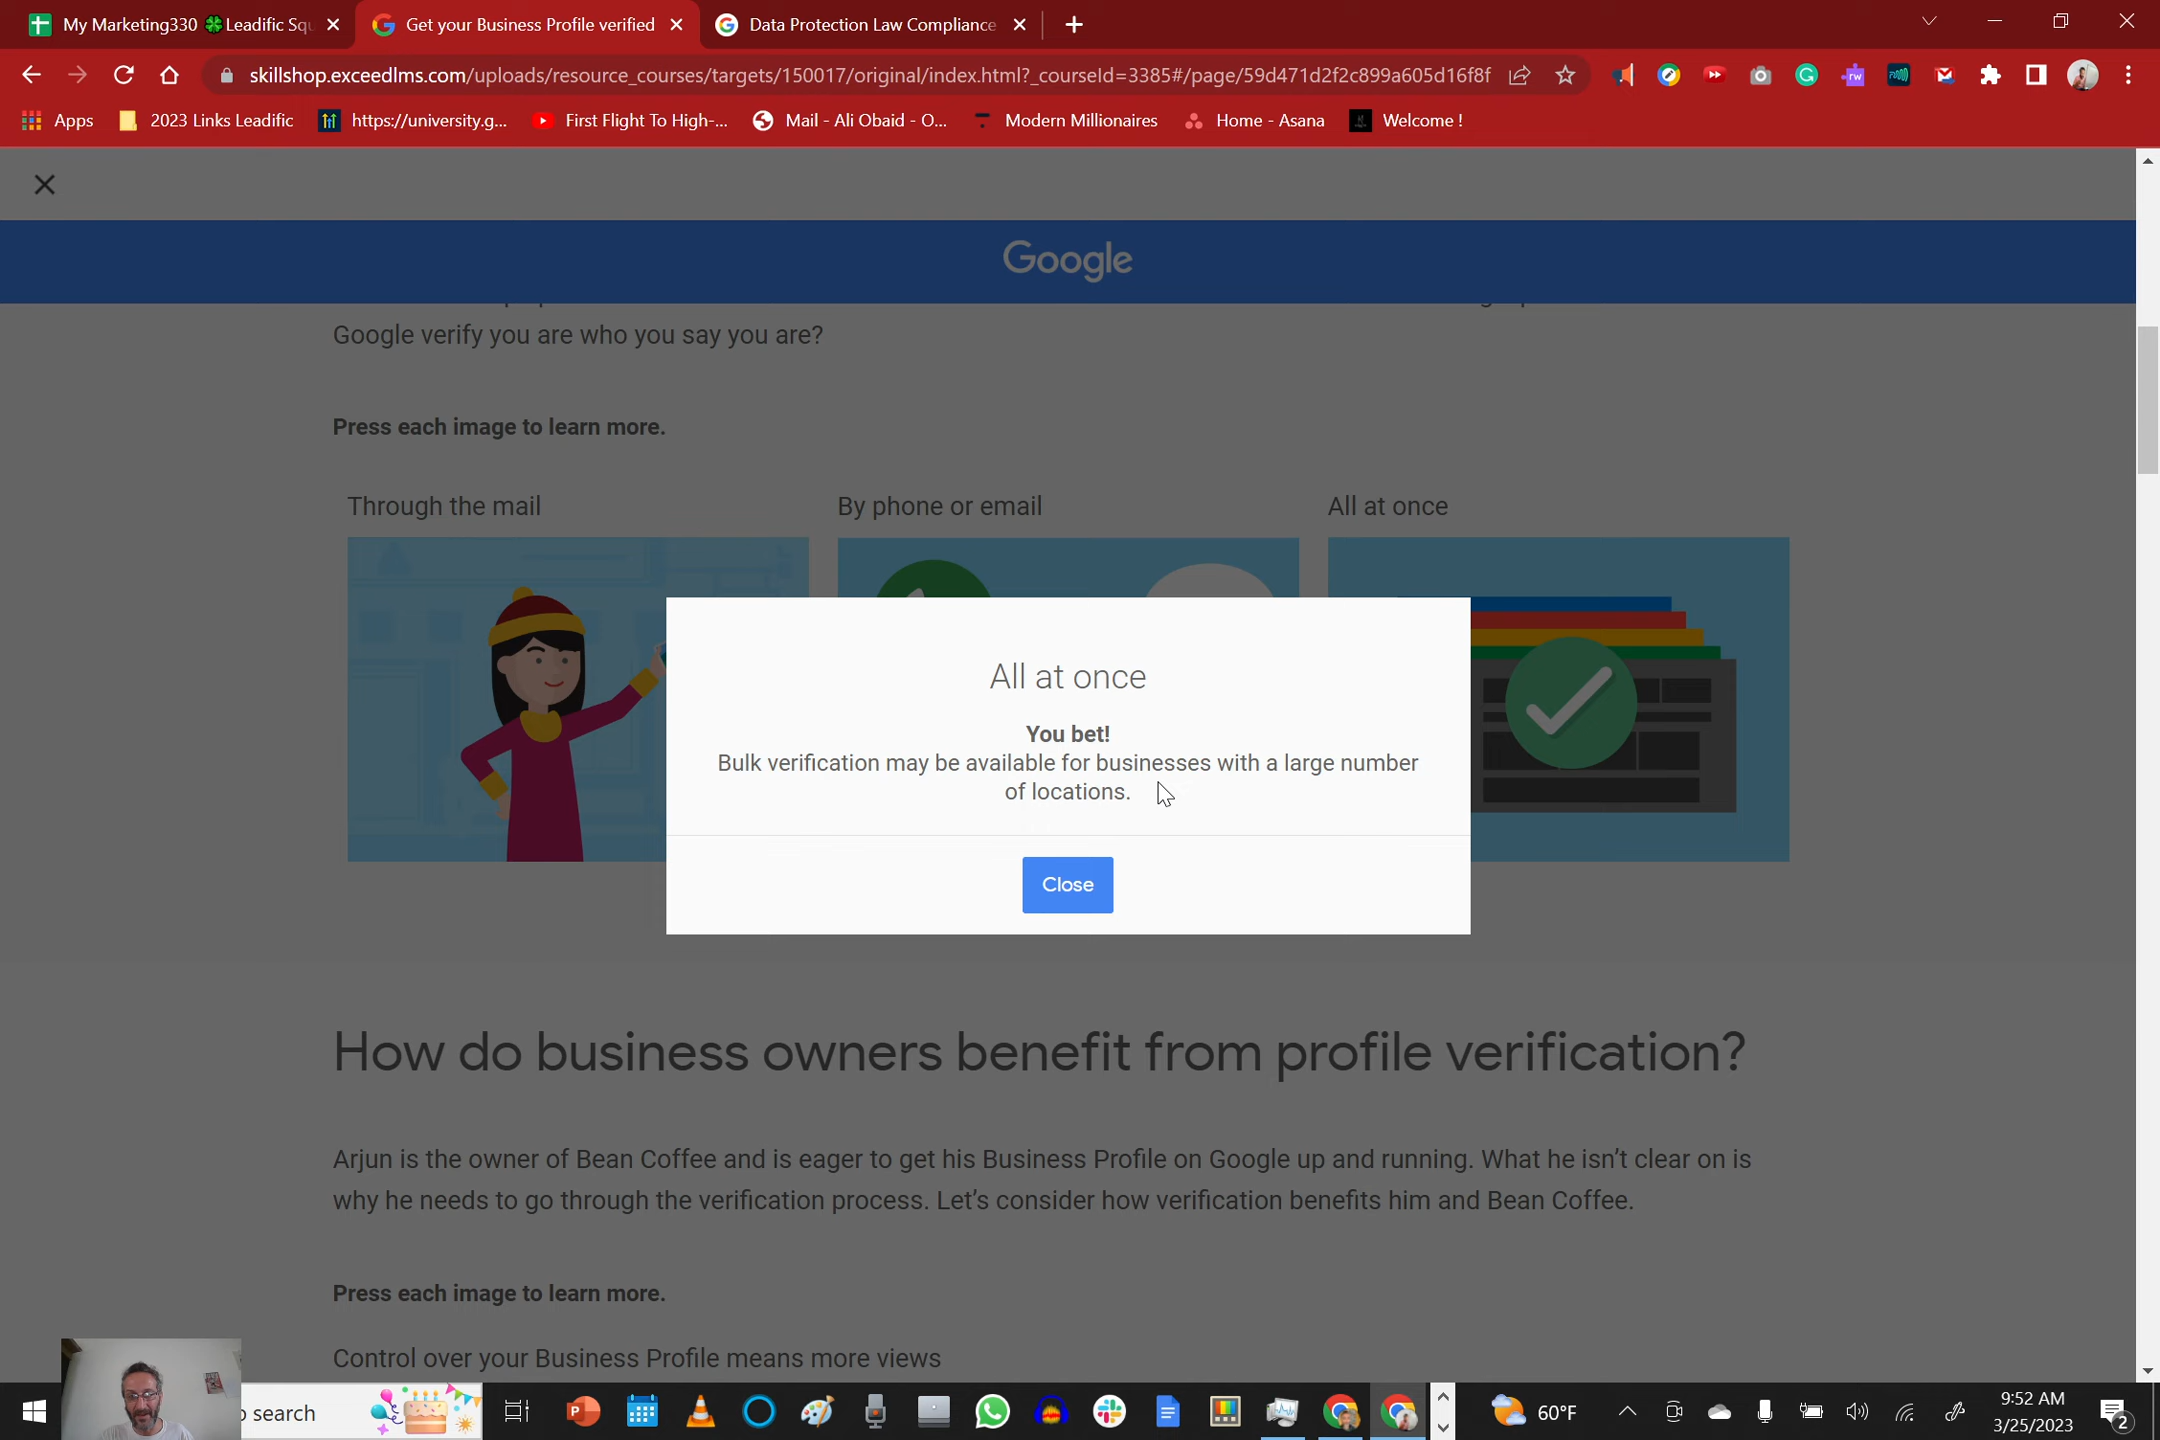 My Marketing330 🍀Leadific Squ
Get your Business Profile verified
Data Protection Law Compliance
skillshop.exceedlms.com/uploads/resource_courses/targets/150017/original/index.html?_courseId=3385#/page/59d471d2f2c899a605d16f8f
Apps
2023 Links Leadific
https://university.g...
First Flight To High-...
Mail - Ali Obaid - O...
Modern Millionaires
Home - Asana
Welcome !
Google
Google verify you are who you say you are?
Press each image to learn more.
Through the mail
By phone or email
All at once
All at once
You bet!
Bulk verification may be available for businesses with a large number
of locations.
Close
How do business owners benefit from profile verification?
Arjun is the owner of Bean Coffee and is eager to get his Business Profile on Google up and running. What he isn’t clear on is
why he needs to go through the verification process. Let’s consider how verification benefits him and Bean Coffee.
Press each image to learn more.
Control over your Business Profile means more views
search
60°F
9:52 AM
3/25/2023
2